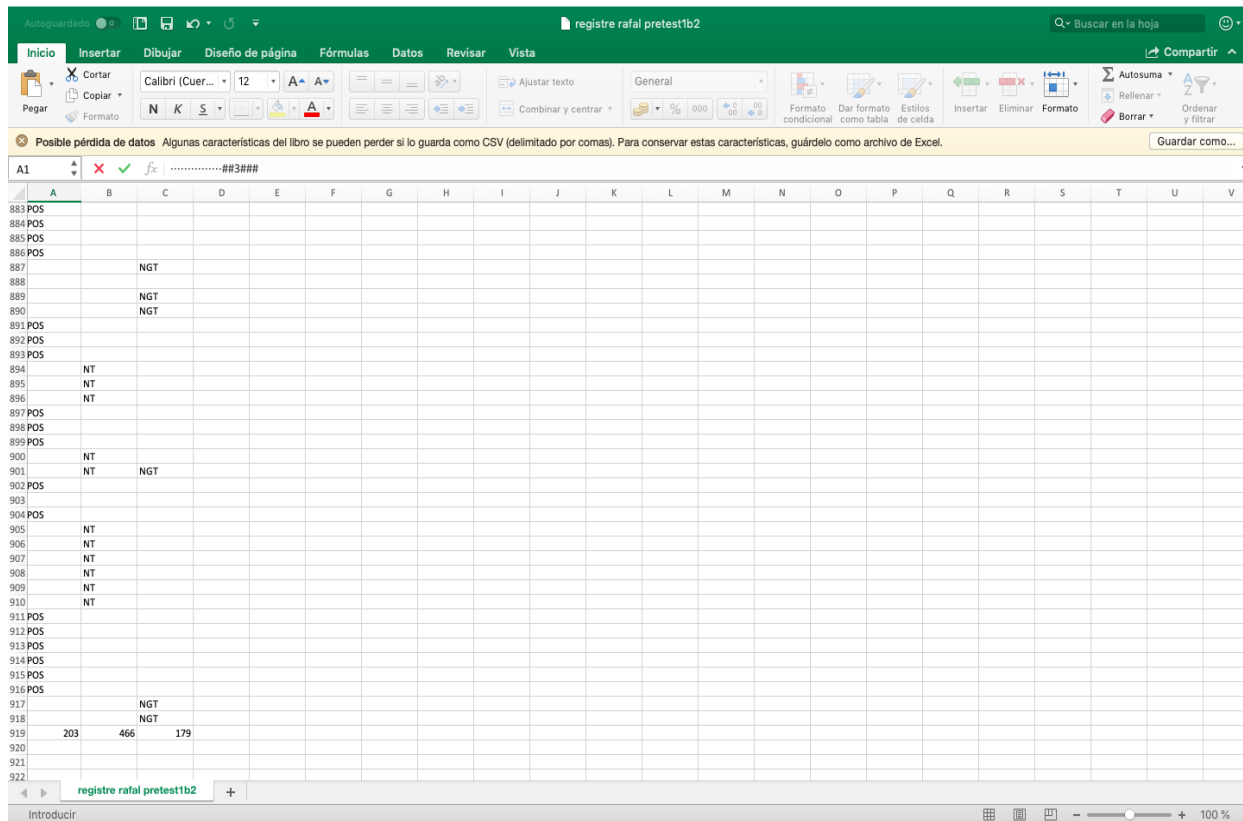 Autoguardado registre rafal pretest1b2 Buscar en la hoja
Inicio Insertar Dibujar Diseño de página Fórmulas Datos Revisar Vista Compartir
Cortar Calibri (Cuer... 12 A A Ajustar texto General Σ Autosuma
Copiar Rellenar
Pegar Formato N K S A Combinar y centrar % 000 Formato condicional Dar formato como tabla Estilos de celda Insertar Eliminar Formato Borrar Ordenar y filtrar
Posible pérdida de datos Algunas características del libro se pueden perder si lo guarda como CSV (delimitado por comas). Para conservar estas características, guárdelo como archivo de Excel. Guardar como...
A1 fx ···············##3###
A B C D E F G H I J K L M N O P Q R S T U V
883 POS
884 POS
885 POS
886 POS
887 NGT
888
889 NGT
890 NGT
891 POS
892 POS
893 POS
894 NT
895 NT
896 NT
897 POS
898 POS
899 POS
900 NT
901 NT NGT
902 POS
903
904 POS
905 NT
906 NT
907 NT
908 NT
909 NT
910 NT
911 POS
912 POS
913 POS
914 POS
915 POS
916 POS
917 NGT
918 NGT
919 203 466 179
920
921
922
registre rafal pretest1b2 +
Introducir 100 %